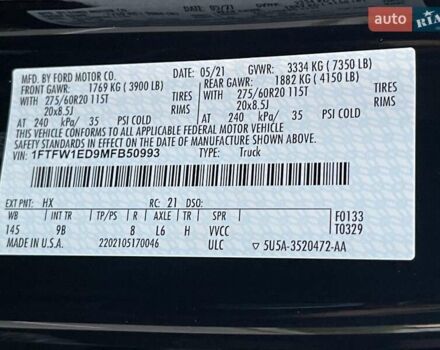 auto.RIA
MFD. BY FORD MOTOR CO.
05/21 GVWR: 3334 KG (7350 LB)
FRONT GAWR: 1769 KG (3900 LB) REAR GAWR: 1882 KG (4150 LB)
WITH 275/60R20 115T TIRES WITH 275/60R20 115T TIRES
20x8.5J RIMS 20x8.5J RIMS
AT 240 kPa/ 35 PSI COLD AT 240 kPa/ 35 PSI COLD
THIS VEHICLE CONFORMS TO ALL APPLICABLE FEDERAL MOTOR VEHICLE
SAFETY STANDARDS IN EFFECT ON THE DATE OF MANUFACTURE SHOWN ABOVE.
VIN: 1FTFW1ED9MFB50993 TYPE: Truck
EXT PNT: HX RC: 21 DSO:
WB INT TR TP/PS R AXLE TR SPR F0133
145 9B 8 L6 H VVCC T0329
MADE IN U.S.A. 2202105170046 ULC 5U5A-3520472-AA